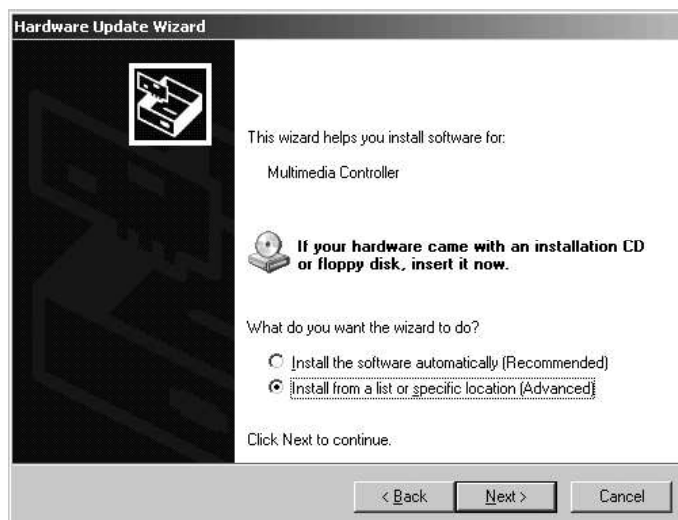 Hardware Update Wizard
This wizard helps you install software for:
Multimedia Controller
If your hardware came with an installation CD
or floppy disk, insert it now.
What do you want the wizard to do?
Install the software automatically (Recommended)
Install from a list or specific location (Advanced)
Click Next to continue.
< Back
Next >
Cancel